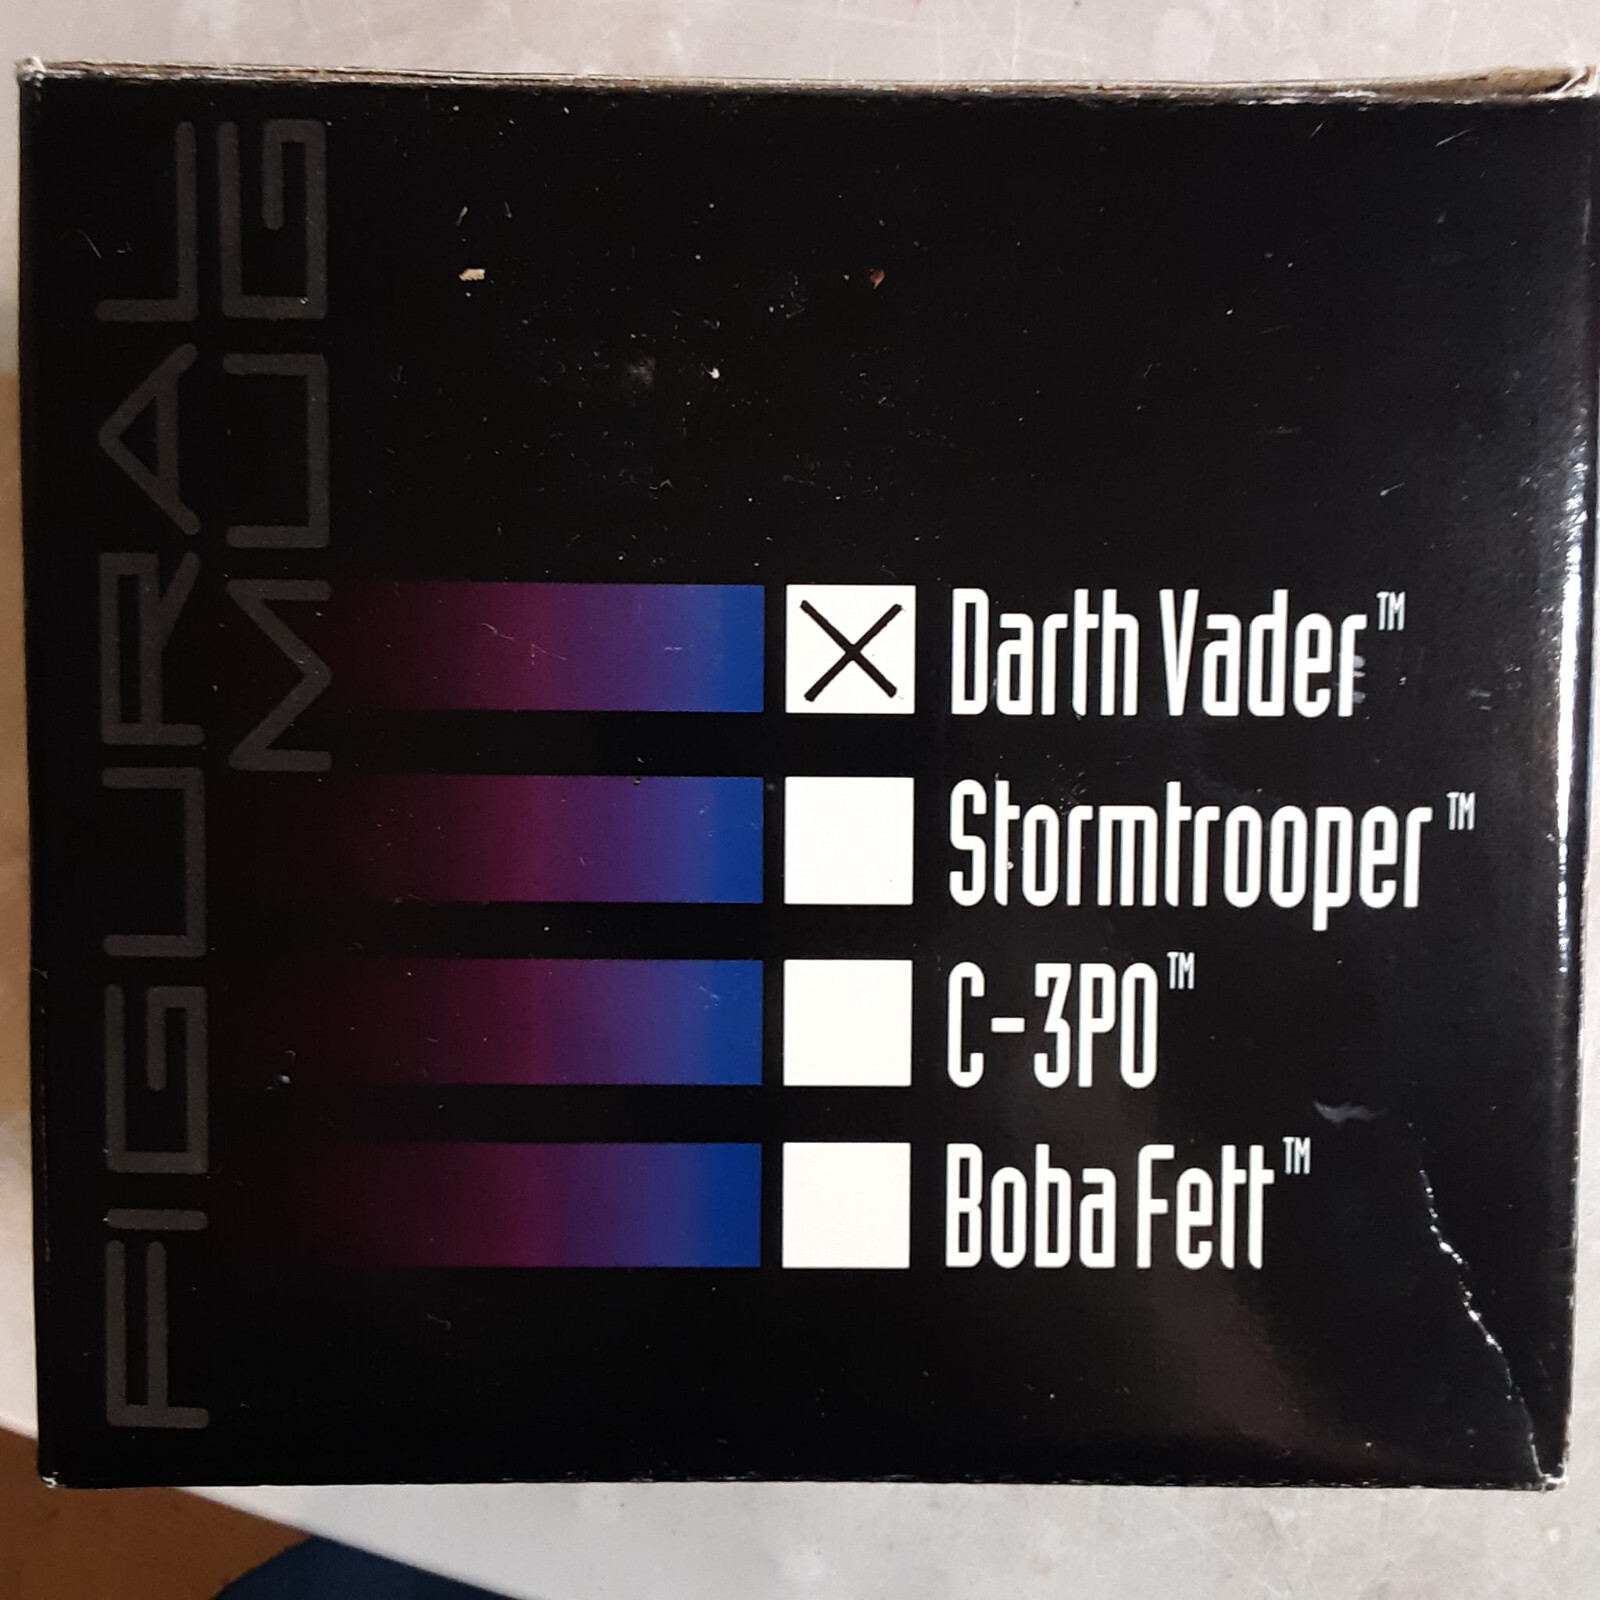 FIGURAL
MUG
Darth Vader™
Stormtrooper™
C-3PO™
Boba Fett™